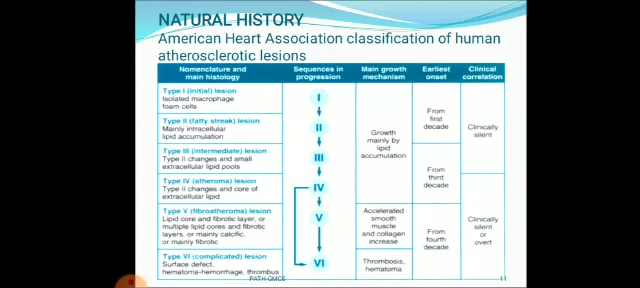 NATURAL HISTORY
American Heart Association classification of human
atherosclerotic lesions
Nomenclature and
main histology
Sequences in
progression
Main growth
mechanism
Earliest
onset
Clinical
correlation
Type I (initial) lesion
Isolated macrophage
foam cells
I
Type II (fatty streak) lesion
Mainly intracellular
lipid accumulation
II
Type III (intermediate) lesion
Type II changes and small
extracellular lipid pools
III
Type IV (atheroma) lesion
Type II changes and core of
extracellular lipid
IV
Growth
mainly by
lipid
accumulation
From
first
decade
From
third
decade
Clinically
silent
Type V (fibroatheroma) lesion
Lipid core and fibrotic layer, or
multiple lipid cores and fibrotic
layers, or mainly calcific,
or mainly fibrotic
V
Accelerated
smooth
muscle
and collagen
increase
From
fourth
decade
Clinically
silent
or overt
Type VI (complicated) lesion
Surface defect,
hematoma-hemorrhage, thrombus
VI
Thrombosis,
hematoma
PATH-GMCS
11